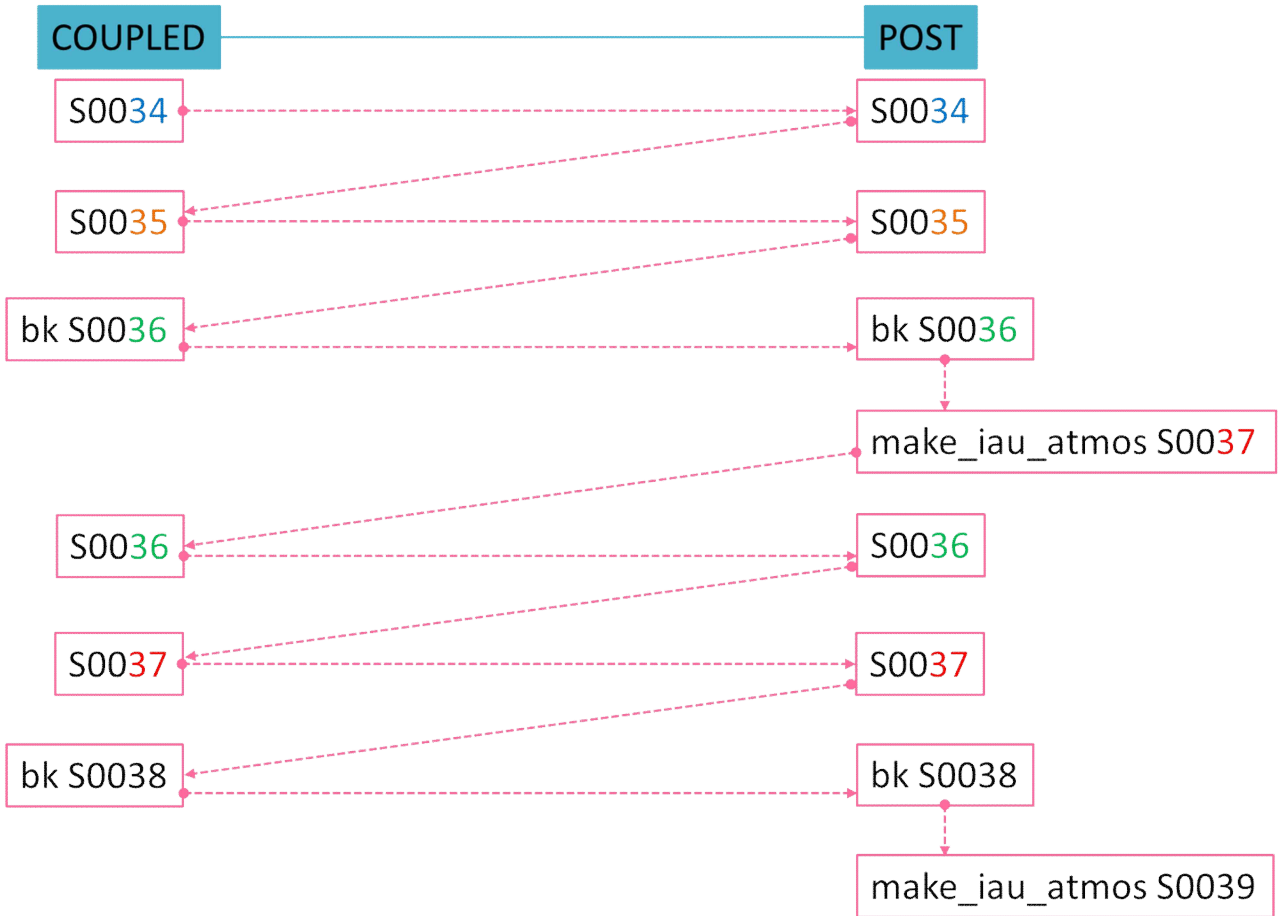 COUPLED
POST
S0034
S0034
S0035
S0035
bk S0036
bk S0036
make_iau_atmos S0037
S0036
S0036
S0037
S0037
bk S0038
bk S0038
make_iau_atmos S0039